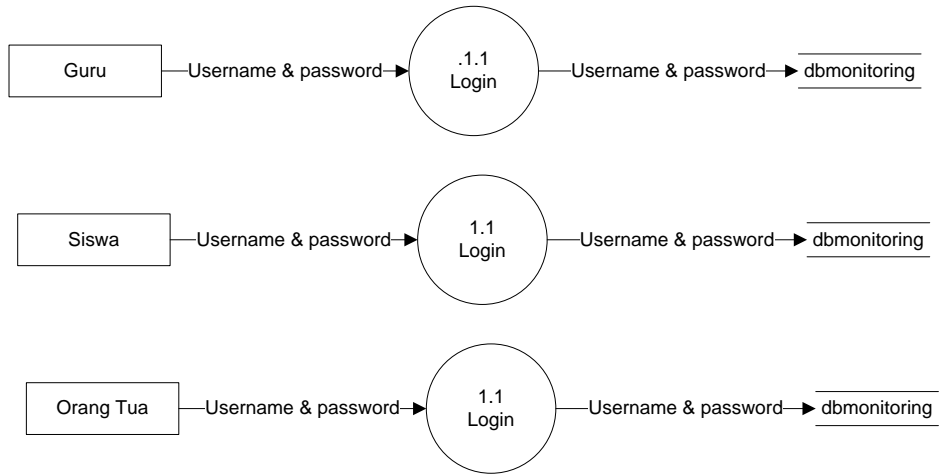 Guru
Username & password
.1.1
Login
Username & password
dbmonitoring
Siswa
Username & password
1.1
Login
Username & password
dbmonitoring
Orang Tua
Username & password
1.1
Login
Username & password
dbmonitoring